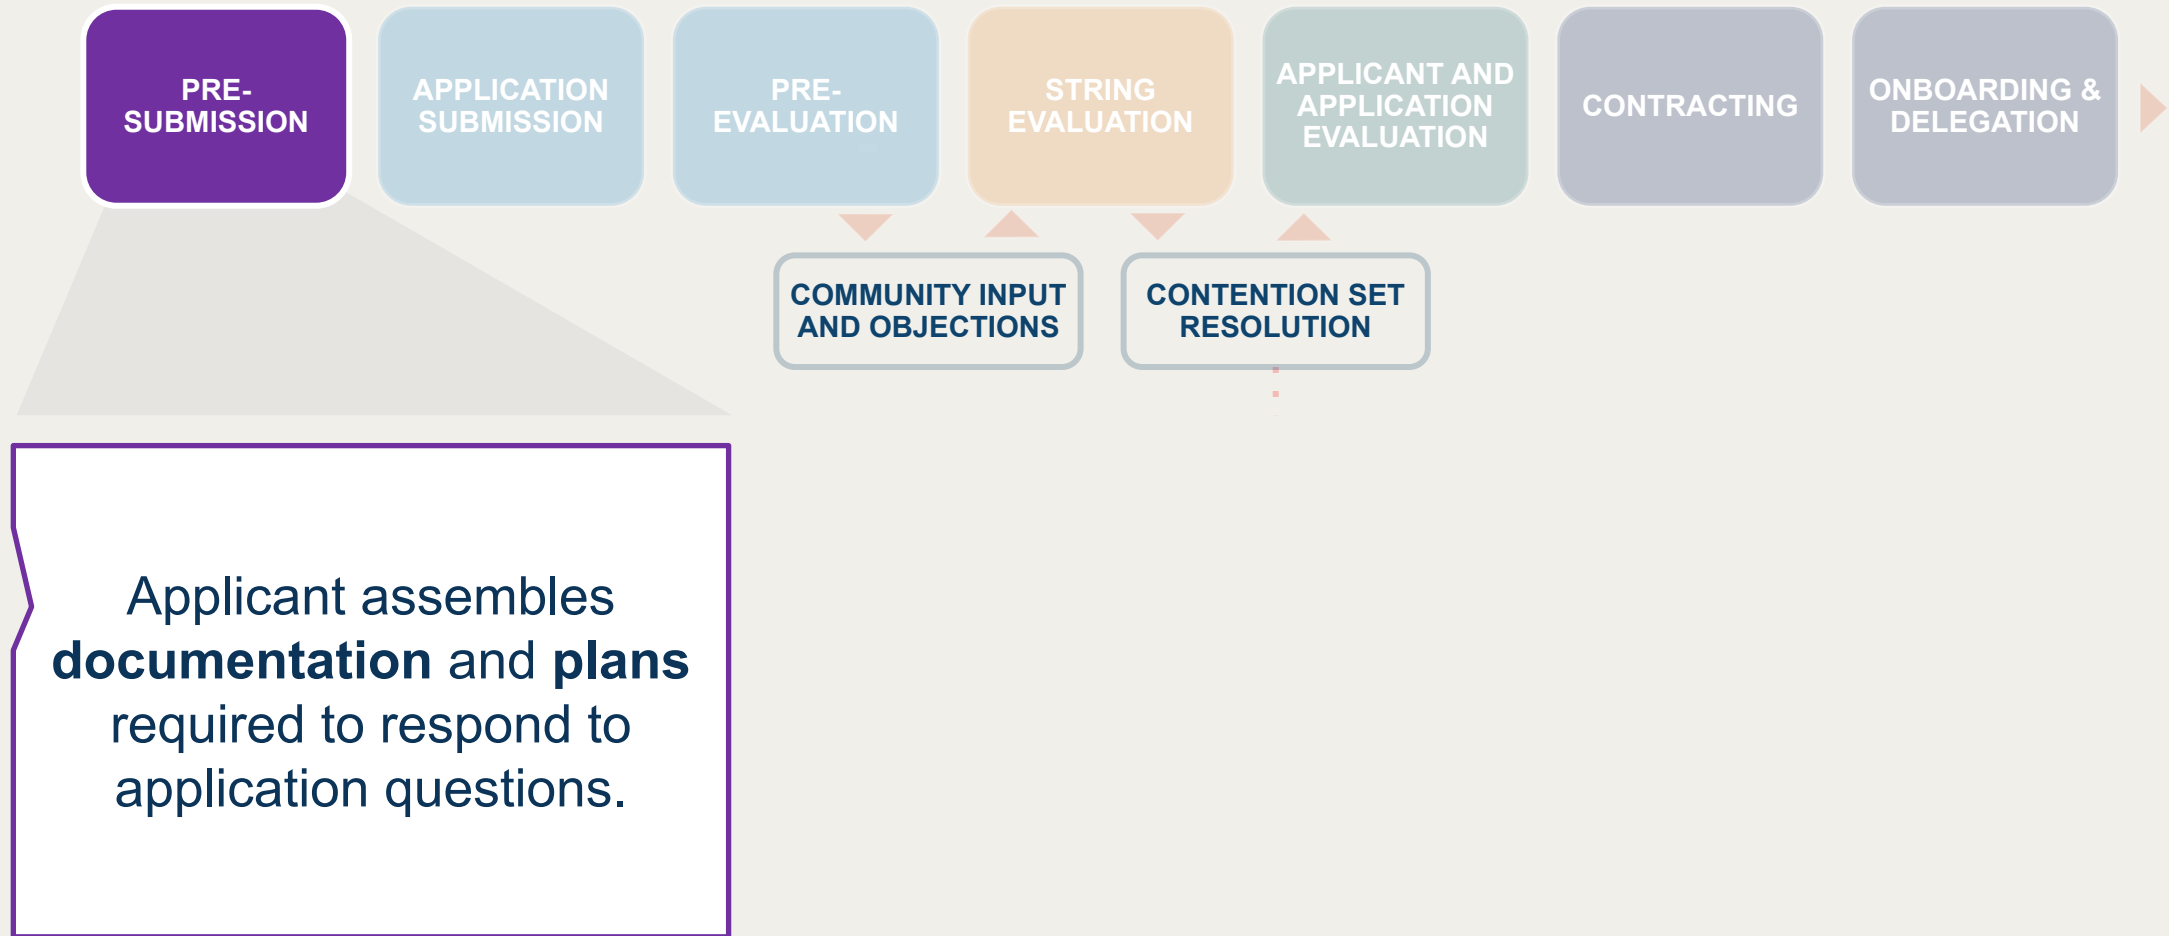 PRE-
SUBMISSION
APPLICATION
SUBMISSION
PRE-
EVALUATION
STRING
EVALUATION
APPLICANT AND
APPLICATION
EVALUATION
CONTRACTING
ONBOARDING &
DELEGATION
COMMUNITY INPUT
AND OBJECTIONS
CONTENTION SET
RESOLUTION
Applicant assembles
documentation and plans
required to respond to
application questions.